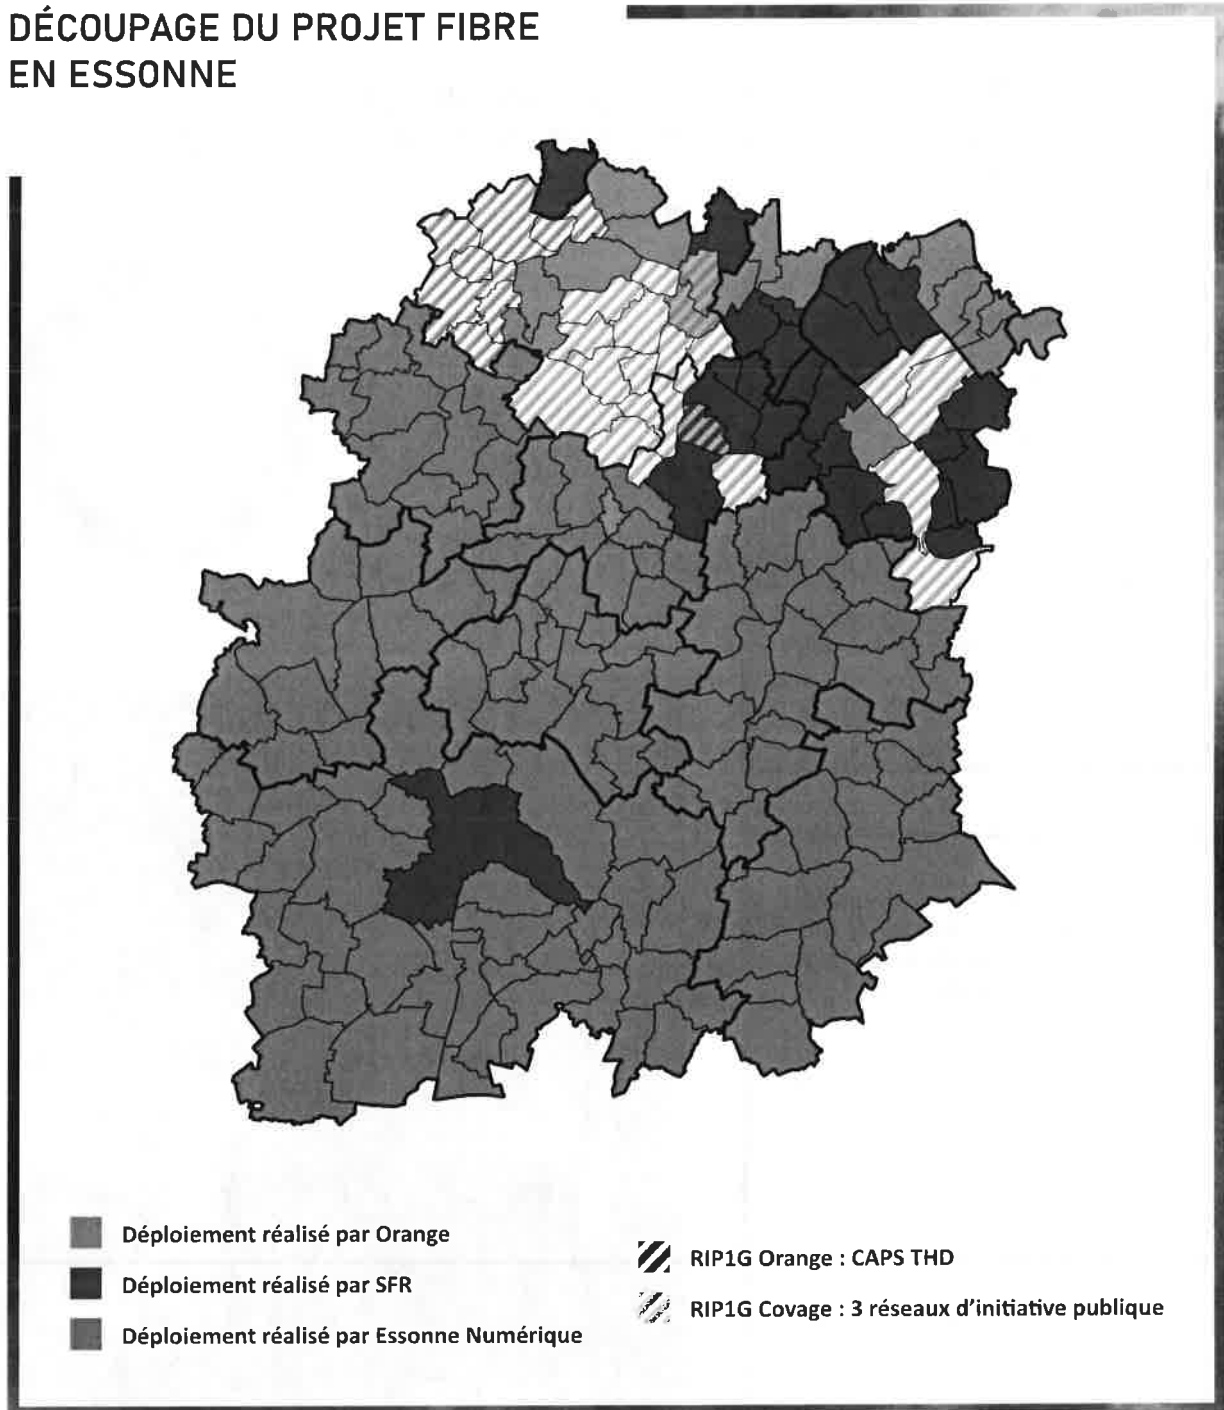 DÉCOUPAGE DU PROJET FIBRE
EN ESSONNE
Déploiement réalisé par Orange
Déploiement réalisé par SFR
Déploiement réalisé par Essonne Numérique
RIP1G Orange : CAPS THD
RIP1G Covage : 3 réseaux d'initiative publique